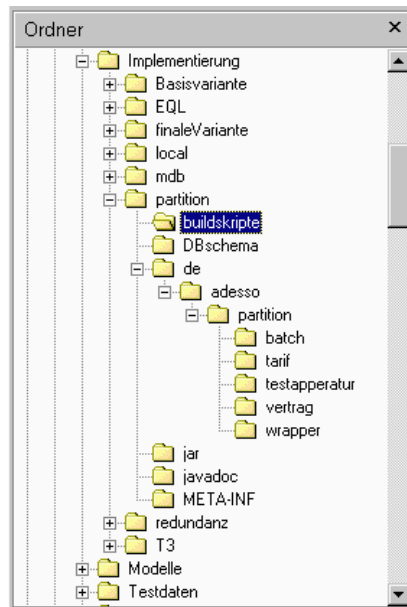 Ordner
Implementierung
Basisvariante
EQL
finaleVariante
local
mdb
partition
buildskripte
DBschema
de
adesso
partition
batch
tarif
testapperatur
vertrag
wrapper
jar
javadoc
META-INF
redundanz
T3
Modelle
Testdaten